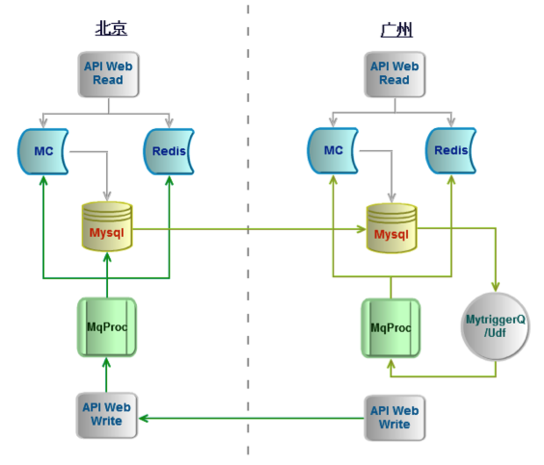 北京
广州
API Web
Read
API Web
Read
MC
Redis
MC
Redis
Mysql
Mysql
MqProc
MqProc
MytriggerQ
/Udf
API Web
Write
API Web
Write